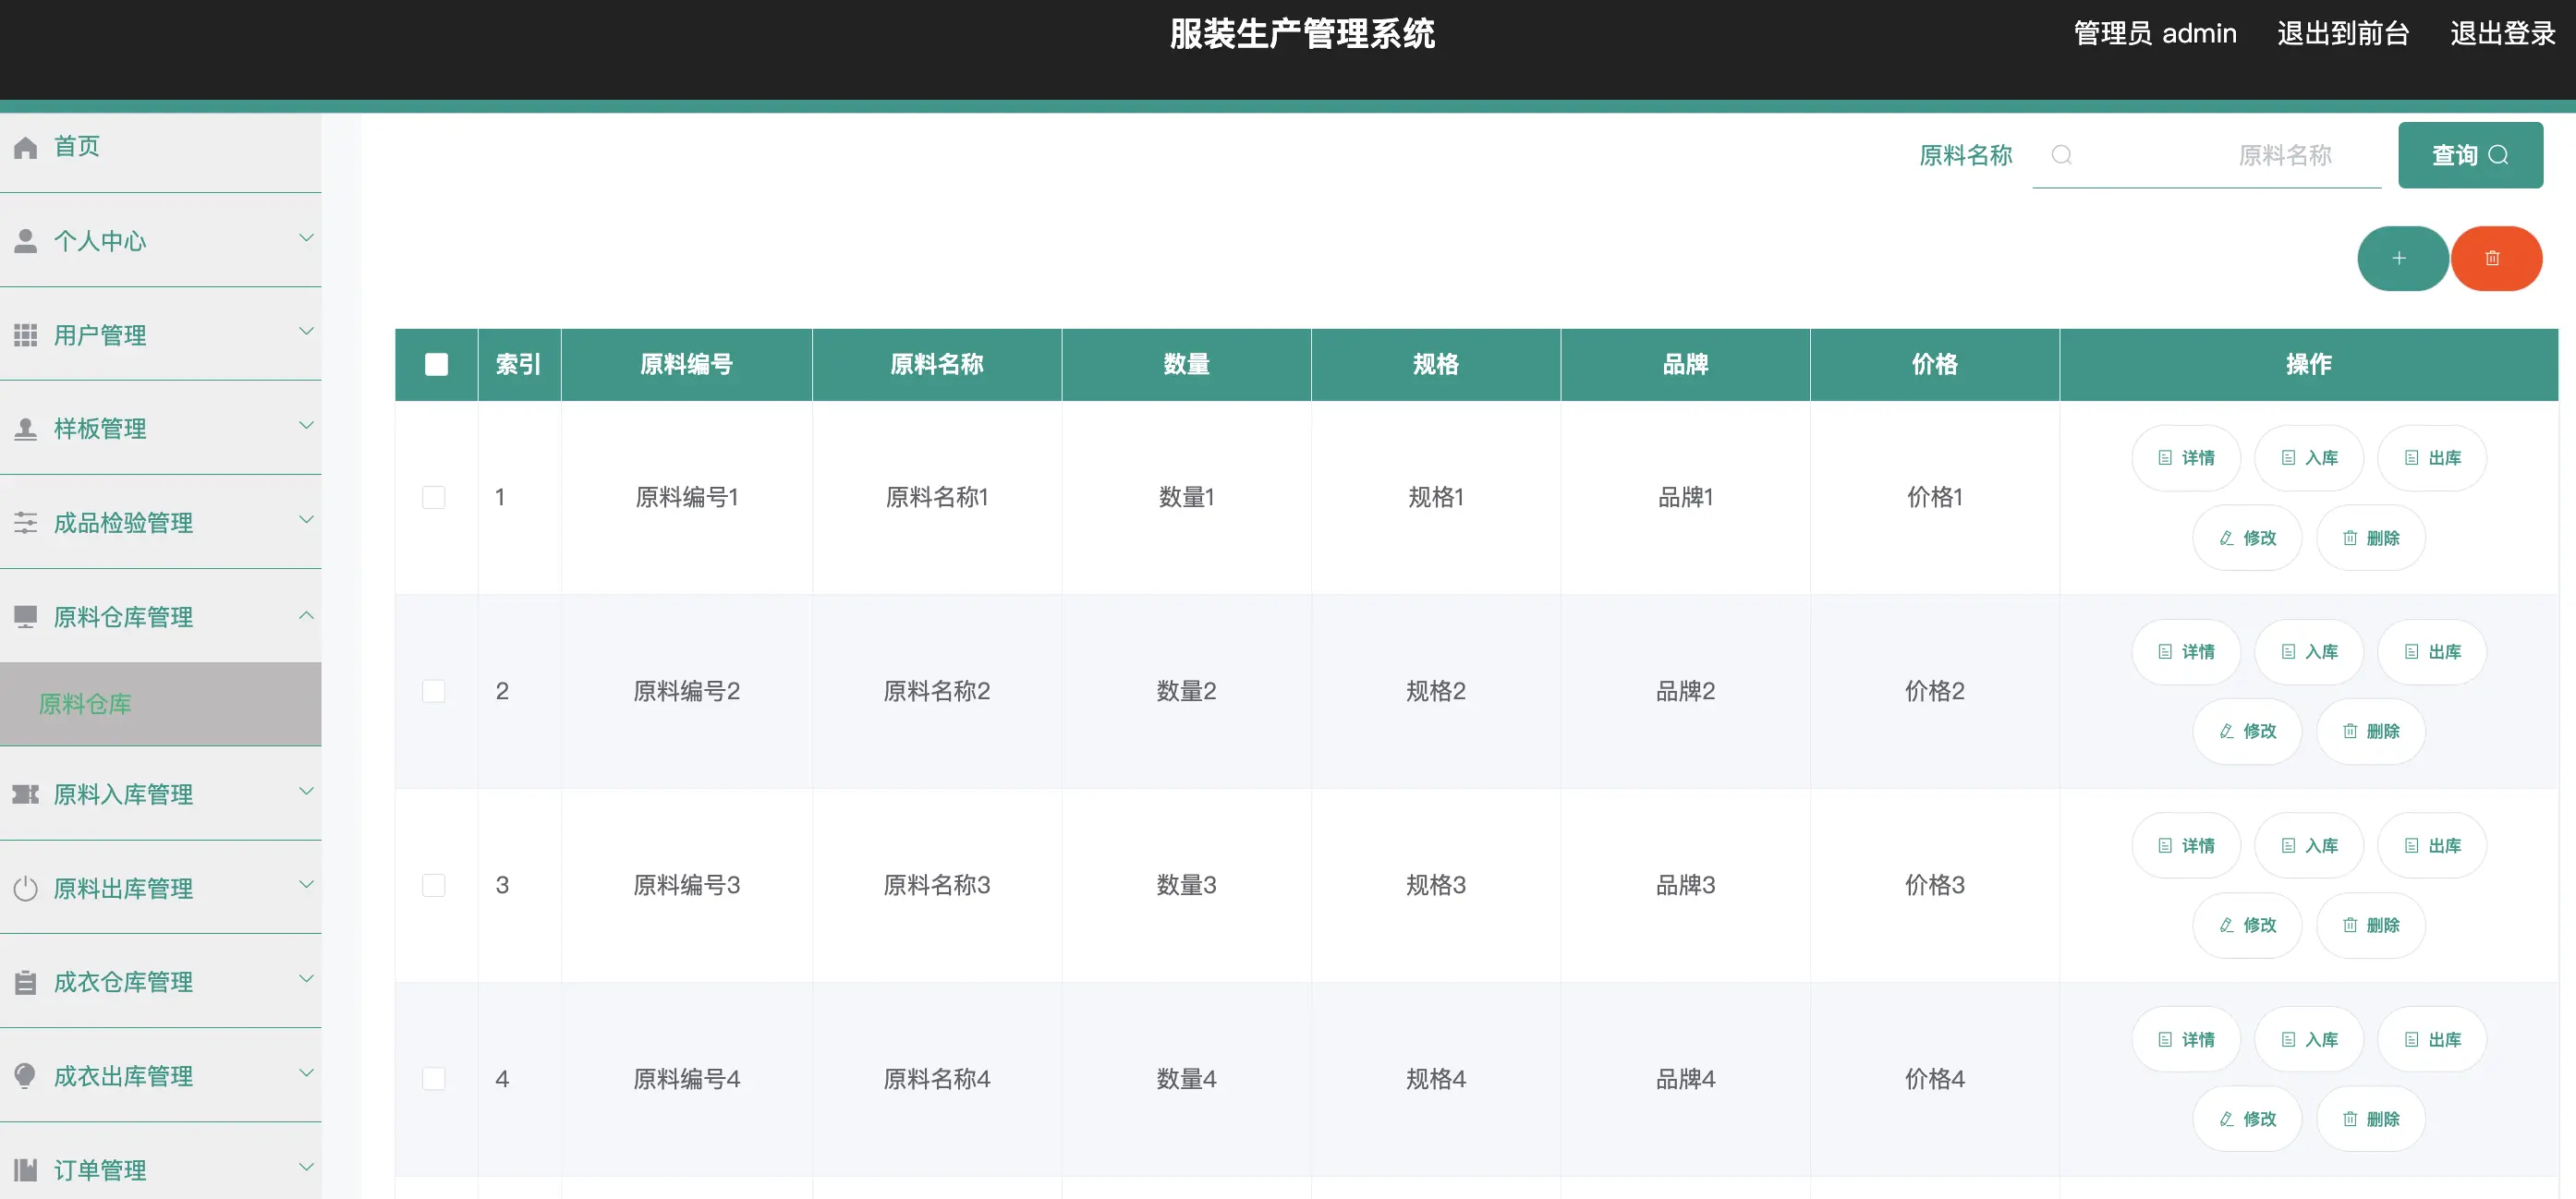 服装生产管理系统
管理员 admin 退出到前台 退出登录
首页
个人中心
用户管理
样板管理
成品检验管理
原料仓库管理
原料仓库
原料入库管理
原料出库管理
成衣仓库管理
成衣出库管理
订单管理
原料名称 原料名称 查询
索引 原料编号 原料名称 数量 规格 品牌 价格 操作
1 原料编号1 原料名称1 数量1 规格1 品牌1 价格1
详情 入库 出库
修改 删除
2 原料编号2 原料名称2 数量2 规格2 品牌2 价格2
详情 入库 出库
修改 删除
3 原料编号3 原料名称3 数量3 规格3 品牌3 价格3
详情 入库 出库
修改 删除
4 原料编号4 原料名称4 数量4 规格4 品牌4 价格4
详情 入库 出库
修改 删除